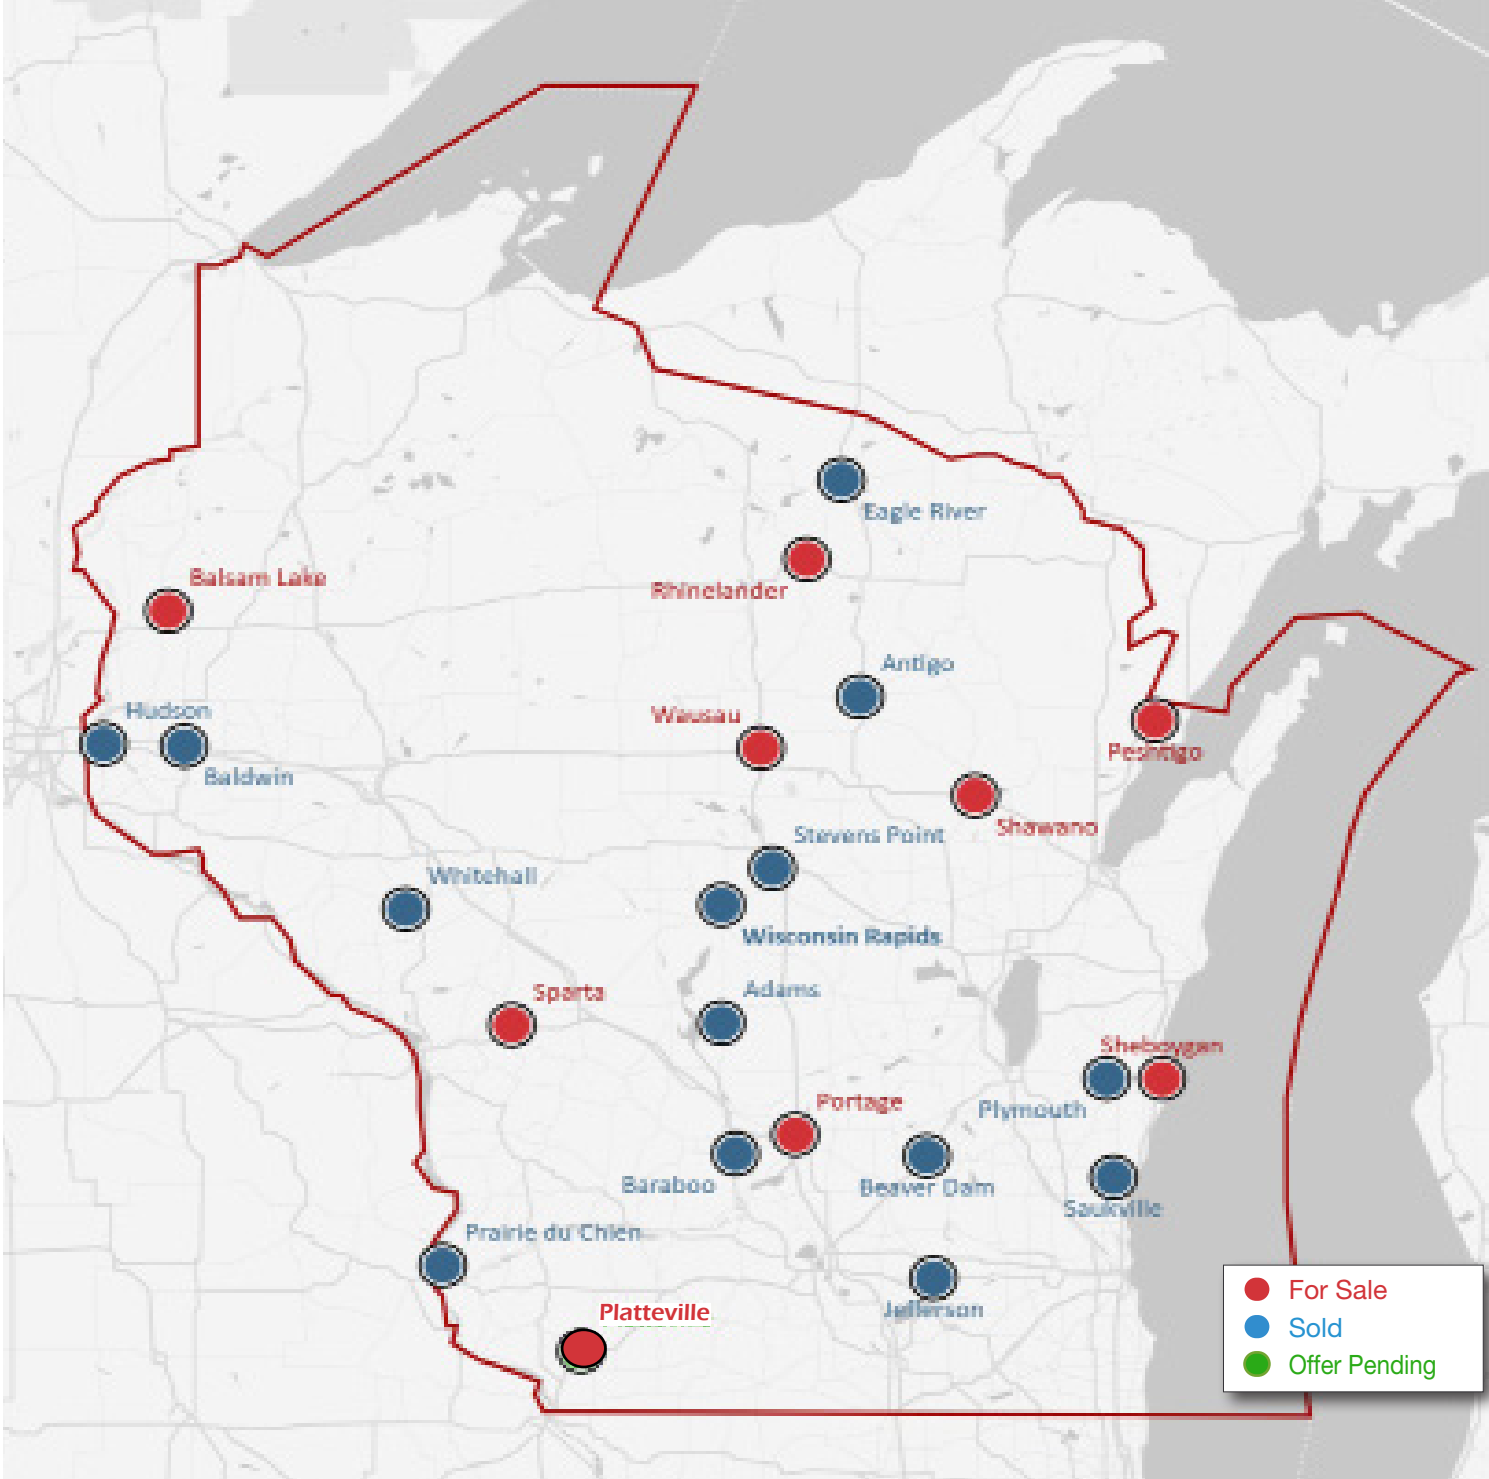 Eagle River
Balsam Lake
Rhinelander
Antigo
Hudson
Wausau
Peshtigo
Baldwin
Shawano
Stevens Point
Whitehall
Wisconsin Rapids
Sparta
Adams
Sheboygan
Portage
Plymouth
Baraboo
Beaver Dam
Saukville
Prairie du Chien
Jefferson
Platteville
For Sale
Sold
Offer Pending